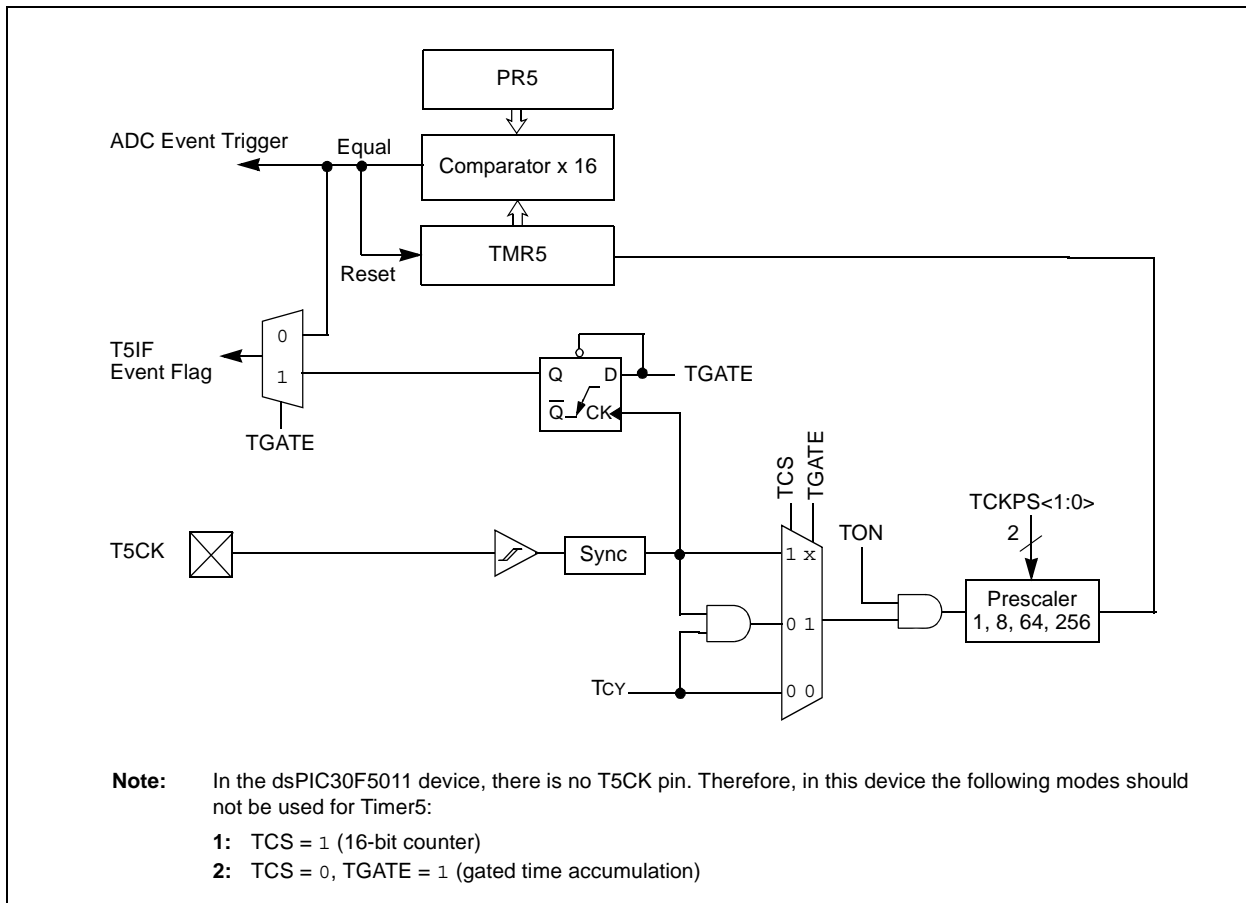 PR5
ADC Event Trigger
Equal
Comparator x 16
TMR5
Reset
0
T5IF
Event Flag
1
Q D
TGATE
Q̅ CK
TGATE
TCS
TGATE
TCKPS<1:0>
2
TON
T5CK
Sync
1 x
Prescaler
1, 8, 64, 256
0 1
TCY
0 0
Note: In the dsPIC30F5011 device, there is no T5CK pin. Therefore, in this device the following modes should
not be used for Timer5:
1: TCS = 1 (16-bit counter)
2: TCS = 0, TGATE = 1 (gated time accumulation)